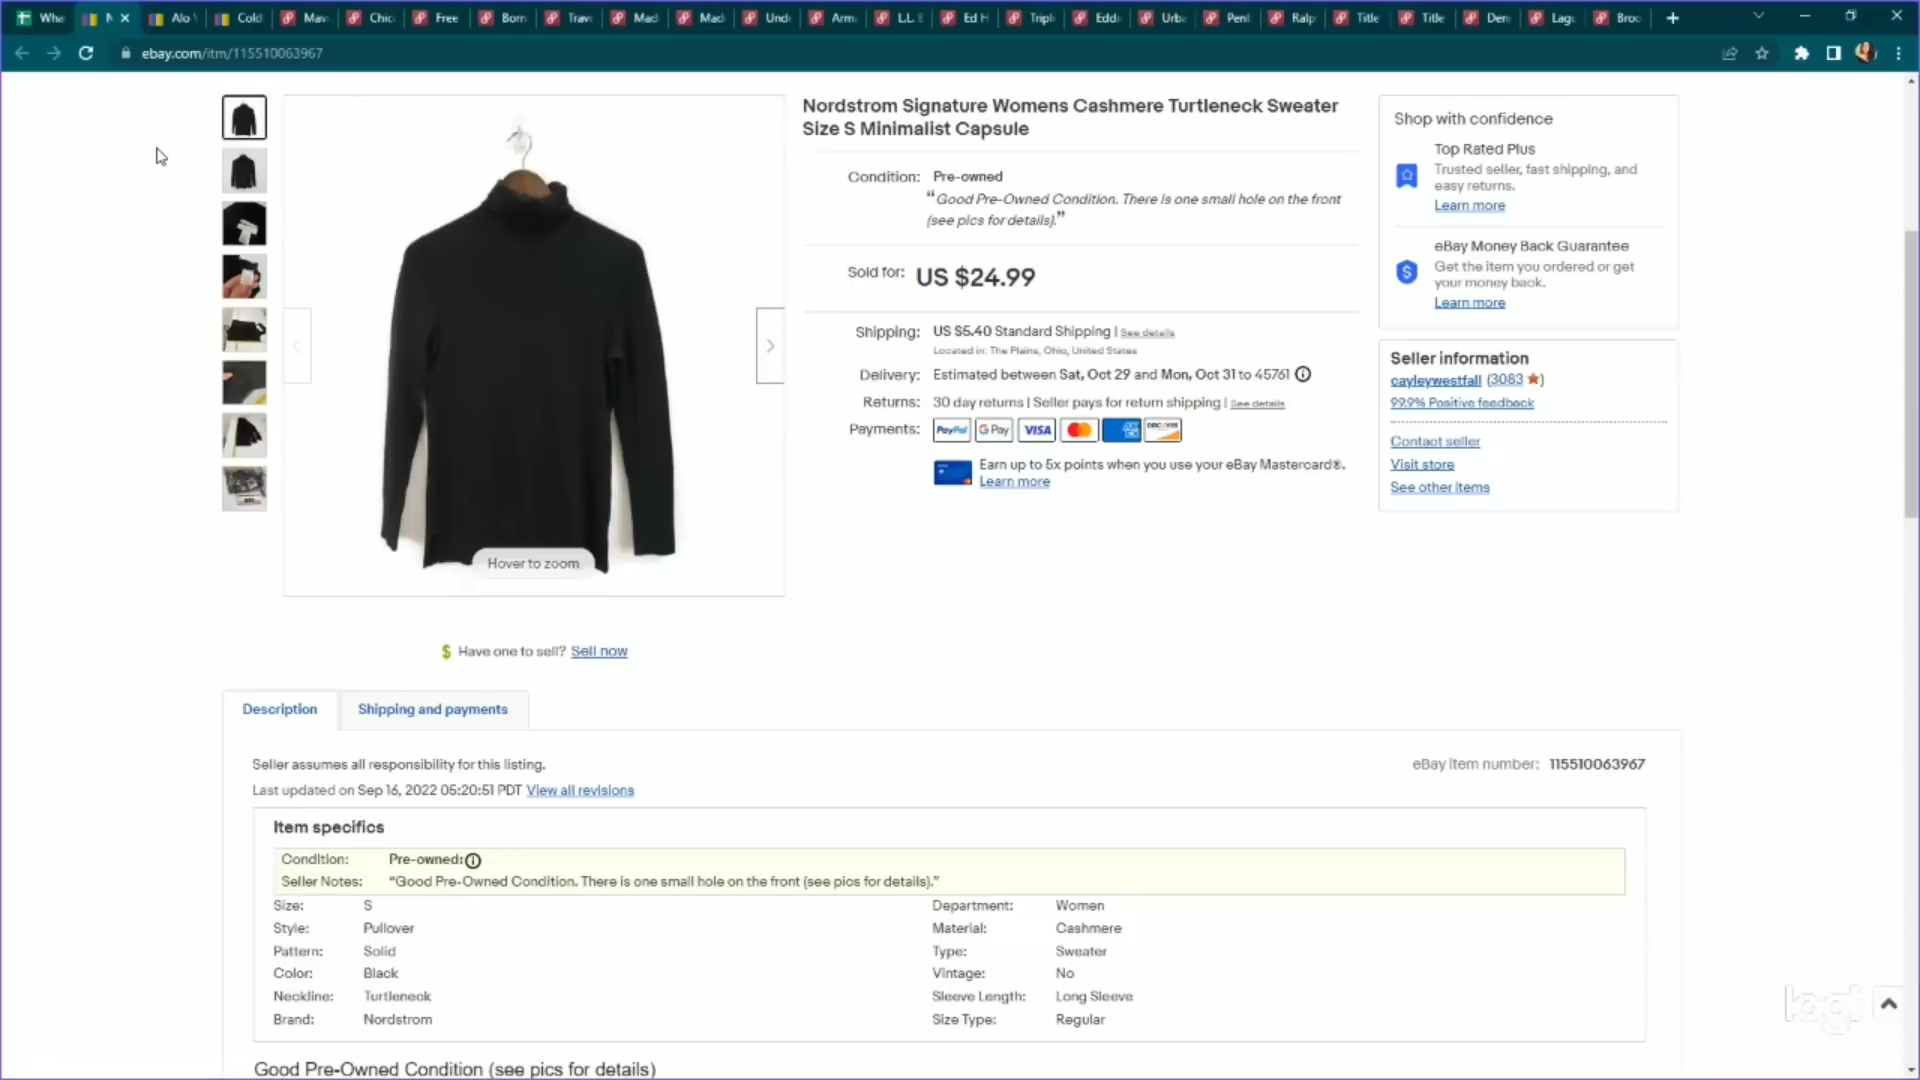 Wha
N
Alo
Cold
Mav
Chic
Free
Born
Trav
Mad
Mad
Und
Arm
L.L. B
Ed H
Tripl
Eddi
Urba
Penf
Ralp
Title
Title
Den
Lagu
Broo
ebay.com/itm/115510063967
Nordstrom Signature Womens Cashmere Turtleneck Sweater
Size S Minimalist Capsule
Condition: Pre-owned
“Good Pre-Owned Condition. There is one small hole on the front
(see pics for details).”
Sold for: US $24.99
Shipping: US $5.40 Standard Shipping | See details
Located in: The Plains, Ohio, United States
Delivery: Estimated between Sat, Oct 29 and Mon, Oct 31 to 45761
Returns: 30 day returns | Seller pays for return shipping | See details
Payments: PayPal G Pay VISA DISCOVER
Earn up to 5x points when you use your eBay Mastercard®.
Learn more
Shop with confidence
Top Rated Plus
Trusted seller, fast shipping, and
easy returns.
Learn more
eBay Money Back Guarantee
Get the item you ordered or get
your money back.
Learn more
Seller information
cayleywestfall (3083 )
99.9% Positive feedback
Contact seller
Visit store
See other items
Hover to zoom
$ Have one to sell? Sell now
Description
Shipping and payments
Seller assumes all responsibility for this listing.
eBay item number: 115510063967
Last updated on Sep 16, 2022 05:20:51 PDT View all revisions
Item specifics
Condition: Pre-owned:
Seller Notes: “Good Pre-Owned Condition. There is one small hole on the front (see pics for details).”
Size: S
Department: Women
Style: Pullover
Material: Cashmere
Pattern: Solid
Type: Sweater
Color: Black
Vintage: No
Neckline: Turtleneck
Sleeve Length: Long Sleeve
Brand: Nordstrom
Size Type: Regular
logi
Good Pre-Owned Condition (see pics for details)